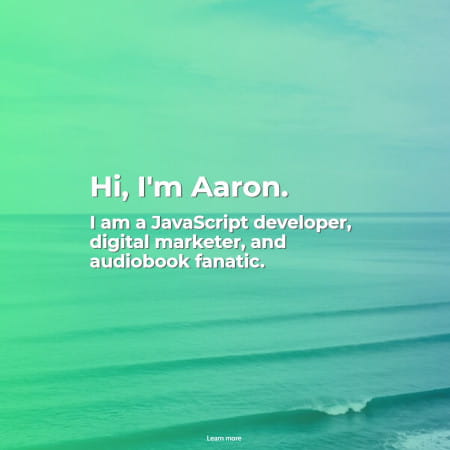 Hi, I'm Aaron.
I am a JavaScript developer,
digital marketer, and
audiobook fanatic.
Learn more